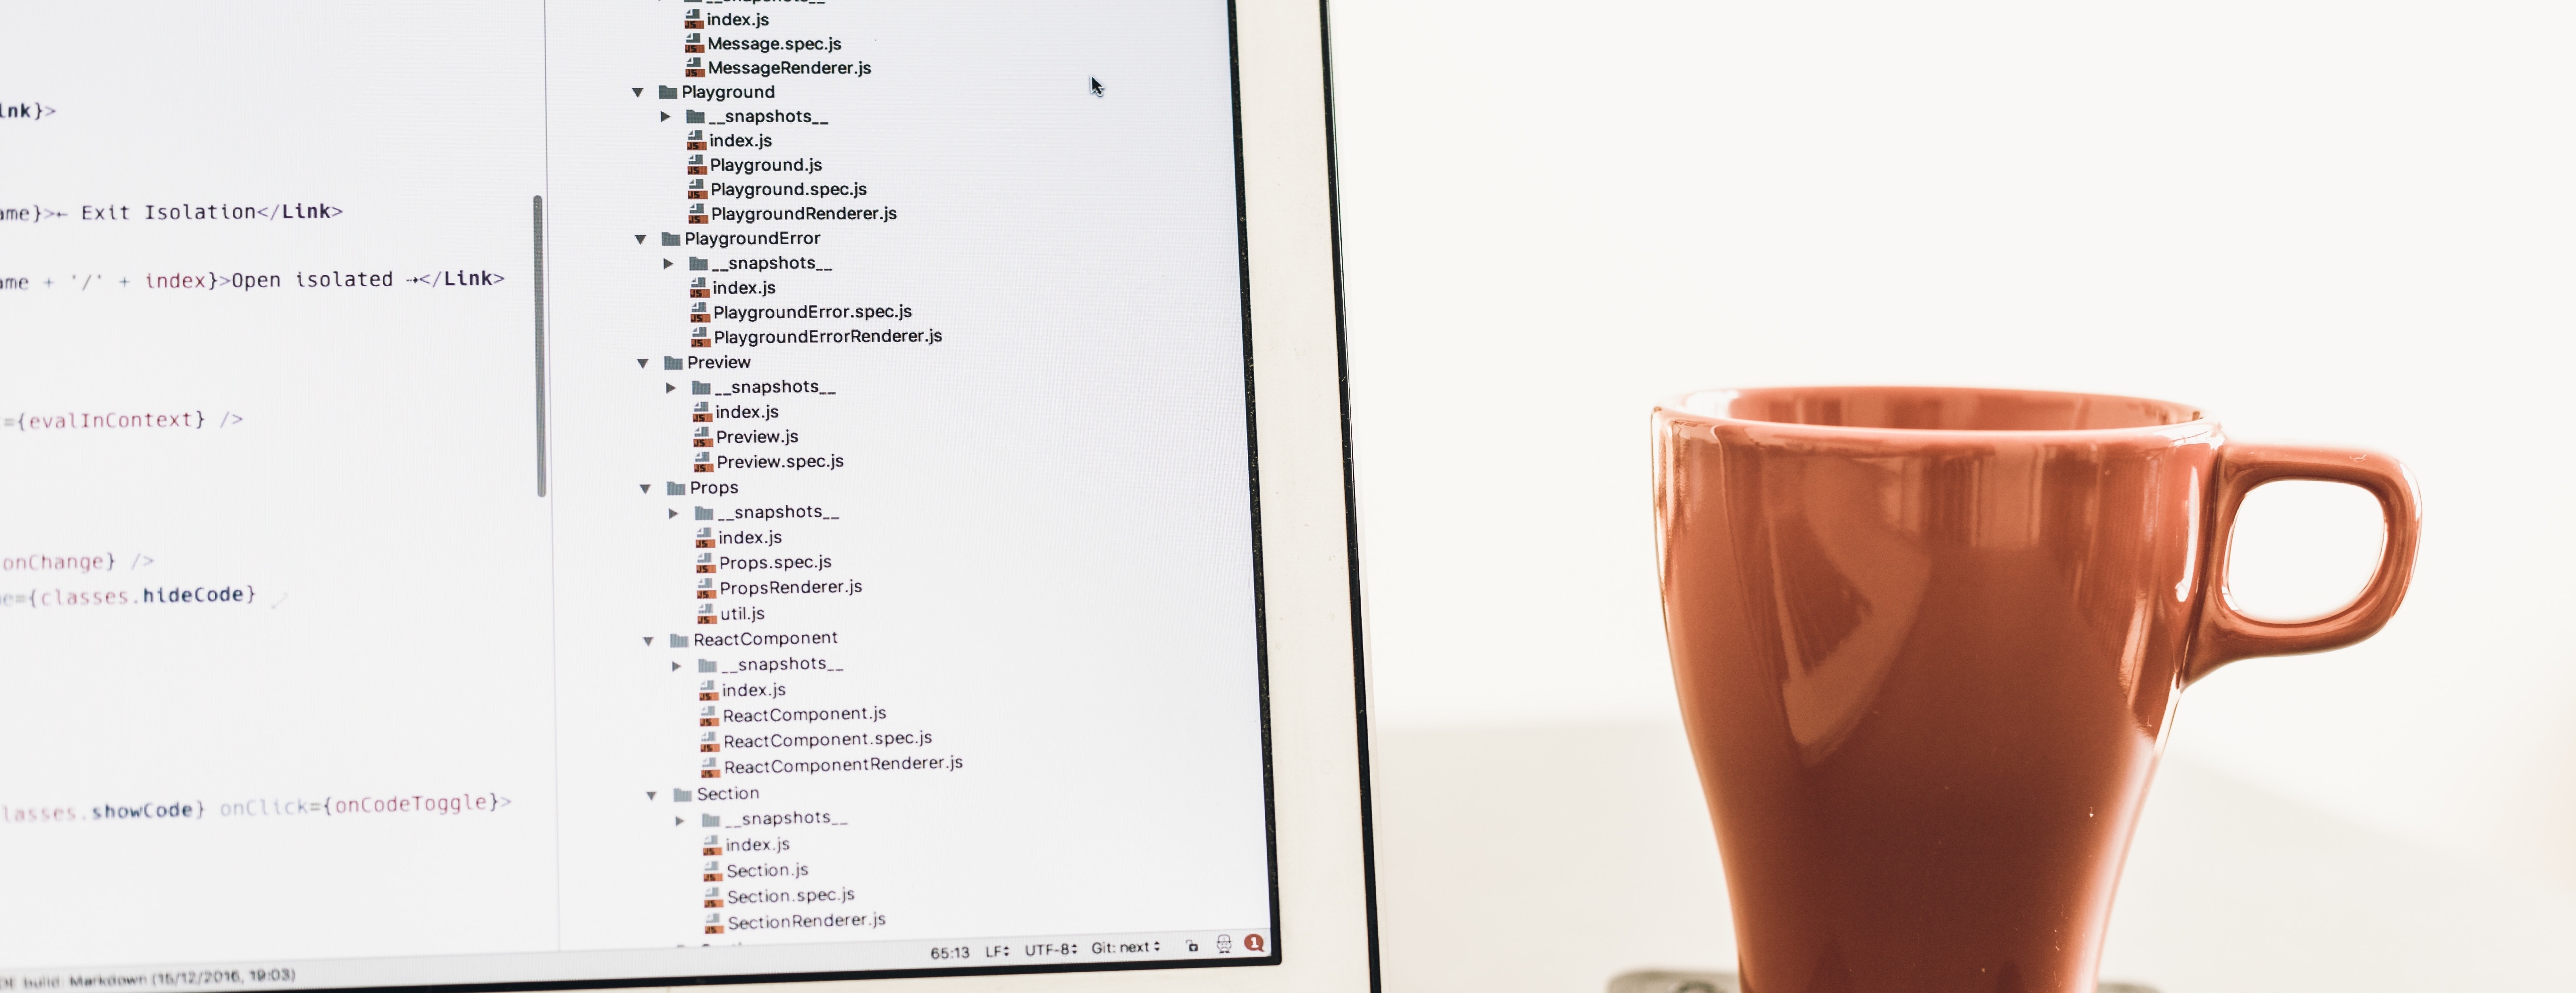 }>
← Exit Isolation</Link>
+ '/' + index}>Open isolated →</Link>
={evalInContext} />
onChange} />
={classes.hideCode}
.showCode} onClick={onCodeToggle}>
index.js
Message.spec.js
MessageRenderer.js
Playground
__snapshots__
index.js
Playground.js
Playground.spec.js
PlaygroundRenderer.js
PlaygroundError
__snapshots__
index.js
PlaygroundError.spec.js
PlaygroundErrorRenderer.js
Preview
__snapshots__
index.js
Preview.js
Preview.spec.js
Props
__snapshots__
index.js
Props.spec.js
PropsRenderer.js
util.js
ReactComponent
__snapshots__
index.js
ReactComponent.js
ReactComponent.spec.js
ReactComponentRenderer.js
Section
__snapshots__
index.js
Section.js
Section.spec.js
SectionRenderer.js
65:13 LF UTF-8 Git: next 1
build: Markdown (15/12/2016, 19:03)